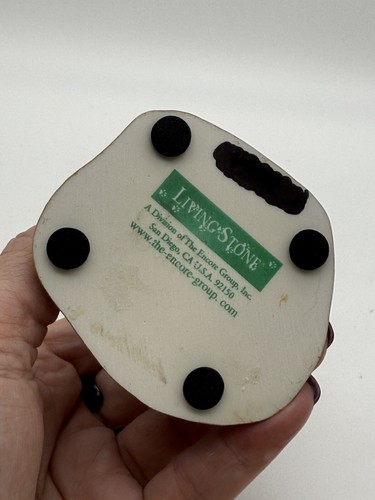 LIVING·STONE
A Division of The Encore Group, Inc.
San Diego, CA U.S.A. 92150
www.the-encore-group.com